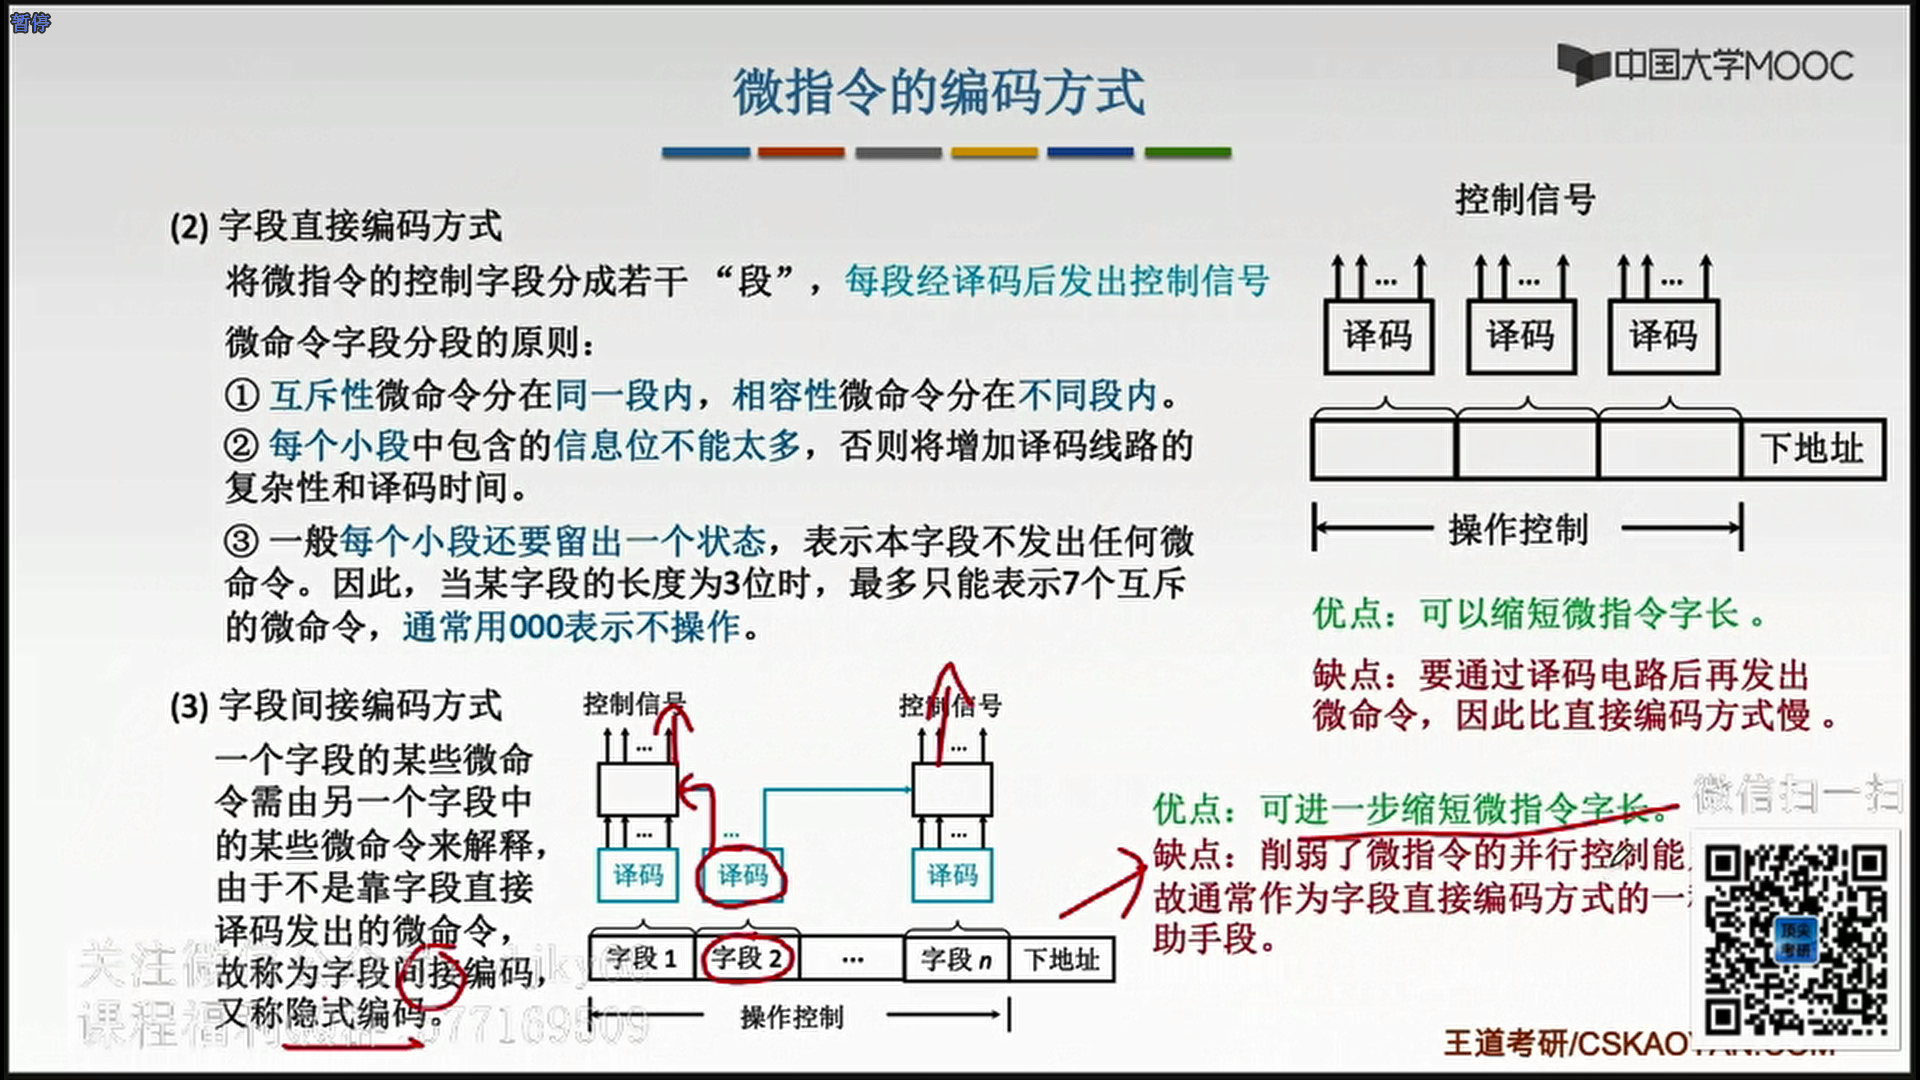 暂停
中国大学MOOC
微指令的编码方式
(2) 字段直接编码方式
将微指令的控制字段分成若干 “段”，每段经译码后发出控制信号
微命令字段分段的原则：
① 互斥性微命令分在同一段内，相容性微命令分在不同段内。
② 每个小段中包含的信息位不能太多，否则将增加译码线路的
复杂性和译码时间。
③ 一般每个小段还要留出一个状态，表示本字段不发出任何微
命令。因此，当某字段的长度为3位时，最多只能表示7个互斥
的微命令，通常用000表示不操作。
控制信号
... ... ...
译码 译码 译码
下地址
操作控制
优点：可以缩短微指令字长 。
缺点：要通过译码电路后再发出
微命令，因此比直接编码方式慢 。
(3) 字段间接编码方式
一个字段的某些微命
令需由另一个字段中
的某些微命令来解释，
由于不是靠字段直接
译码发出的微命令，
故称为字段间接编码，
又称隐式编码。
控制信号 控制信号
... ...
... ... ...
译码 译码 译码
字段 1 字段 2 ... 字段 n 下地址
操作控制
优点：可进一步缩短微指令字长。
缺点：削弱了微指令的并行控制能
故通常作为字段直接编码方式的一
助手段。
微信扫一扫
顶尖
考研
关注微
课程福利
王道考研/CSKAOYAN.COM